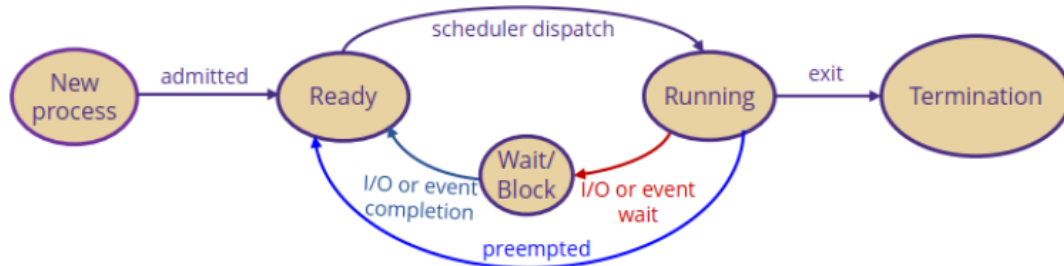 scheduler dispatch
New
process
admitted
Ready
Running
exit
Termination
Wait/
Block
I/O or event
completion
I/O or event
wait
preempted